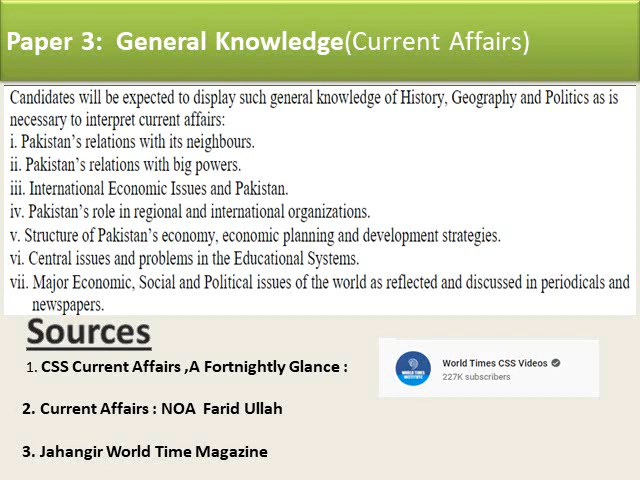 Paper 3: General Knowledge(Current Affairs)
Candidates will be expected to display such general knowledge of History, Geography and Politics as is
necessary to interpret current affairs:
i. Pakistan's relations with its neighbours.
ii. Pakistan's relations with big powers.
iii. International Economic Issues and Pakistan.
iv. Pakistan's role in regional and international organizations.
v. Structure of Pakistan's economy, economic planning and development strategies.
vi. Central issues and problems in the Educational Systems.
vii. Major Economic, Social and Political issues of the world as reflected and discussed in periodicals and
newspapers.
Sources
1. CSS Current Affairs ,A Fortnightly Glance :
WORLD TIMES
INSTITUTE
World Times CSS Videos
227K subscribers
2. Current Affairs : NOA Farid Ullah
3. Jahangir World Time Magazine